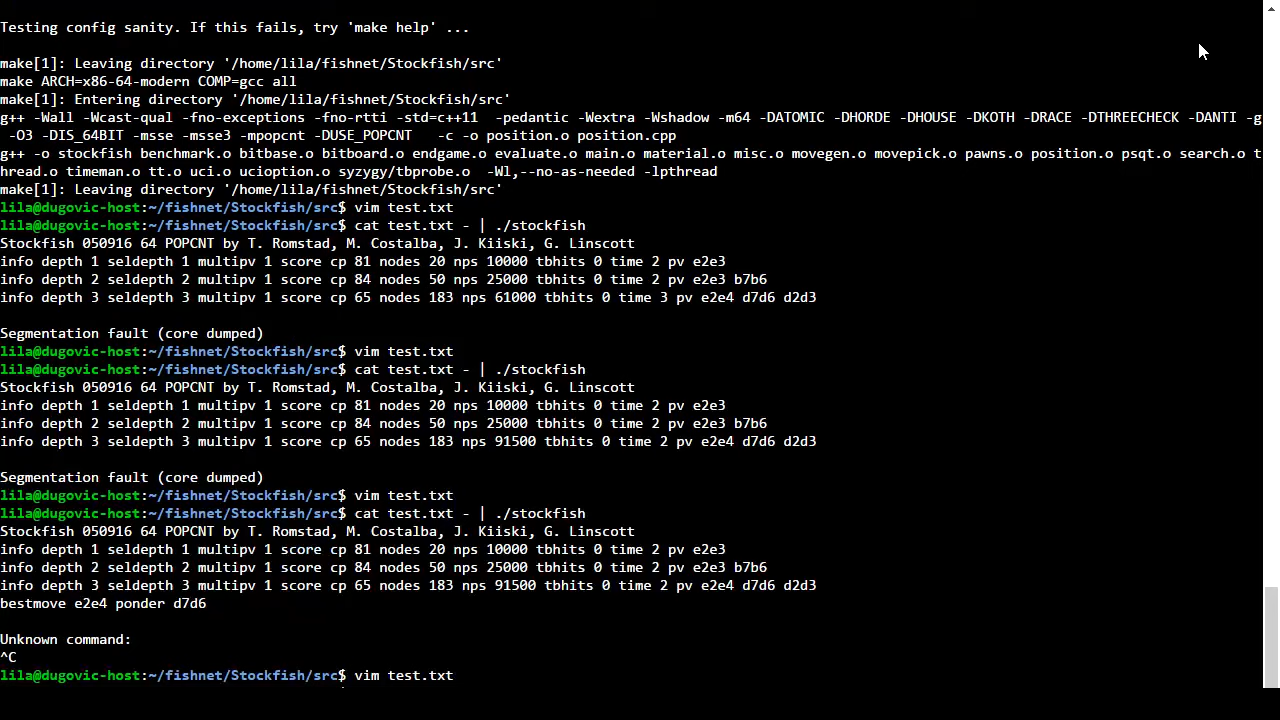 Testing config sanity. If this fails, try 'make help' ...
make[1]: Leaving directory '/home/lila/fishnet/Stockfish/src'
make ARCH=x86-64-modern COMP=gcc all
make[1]: Entering directory '/home/lila/fishnet/Stockfish/src'
g++ -Wall -Wcast-qual -fno-exceptions -fno-rtti -std=c++11  -pedantic -Wextra -Wshadow -m64 -DATOMIC -DHORDE -DHOUSE -DKOTH -DRACE -DTHREECHECK -DANTI -g
 -O3 -DIS_64BIT -msse -msse3 -mpopcnt -DUSE_POPCNT   -c -o position.o position.cpp
g++ -o stockfish benchmark.o bitbase.o bitboard.o endgame.o evaluate.o main.o material.o misc.o movegen.o movepick.o pawns.o position.o psqt.o search.o t
hread.o timeman.o tt.o uci.o ucioption.o syzygy/tbprobe.o  -Wl,--no-as-needed -lpthread
make[1]: Leaving directory '/home/lila/fishnet/Stockfish/src'
lila@dugovic-host:~/fishnet/Stockfish/src$ vim test.txt
lila@dugovic-host:~/fishnet/Stockfish/src$ cat test.txt - | ./stockfish
Stockfish 050916 64 POPCNT by T. Romstad, M. Costalba, J. Kiiski, G. Linscott
info depth 1 seldepth 1 multipv 1 score cp 81 nodes 20 nps 10000 tbhits 0 time 2 pv e2e3
info depth 2 seldepth 2 multipv 1 score cp 84 nodes 50 nps 25000 tbhits 0 time 2 pv e2e3 b7b6
info depth 3 seldepth 3 multipv 1 score cp 65 nodes 183 nps 61000 tbhits 0 time 3 pv e2e4 d7d6 d2d3
Segmentation fault (core dumped)
lila@dugovic-host:~/fishnet/Stockfish/src$ vim test.txt
lila@dugovic-host:~/fishnet/Stockfish/src$ cat test.txt - | ./stockfish
Stockfish 050916 64 POPCNT by T. Romstad, M. Costalba, J. Kiiski, G. Linscott
info depth 1 seldepth 1 multipv 1 score cp 81 nodes 20 nps 10000 tbhits 0 time 2 pv e2e3
info depth 2 seldepth 2 multipv 1 score cp 84 nodes 50 nps 25000 tbhits 0 time 2 pv e2e3 b7b6
info depth 3 seldepth 3 multipv 1 score cp 65 nodes 183 nps 91500 tbhits 0 time 2 pv e2e4 d7d6 d2d3
Segmentation fault (core dumped)
lila@dugovic-host:~/fishnet/Stockfish/src$ vim test.txt
lila@dugovic-host:~/fishnet/Stockfish/src$ cat test.txt - | ./stockfish
Stockfish 050916 64 POPCNT by T. Romstad, M. Costalba, J. Kiiski, G. Linscott
info depth 1 seldepth 1 multipv 1 score cp 81 nodes 20 nps 10000 tbhits 0 time 2 pv e2e3
info depth 2 seldepth 2 multipv 1 score cp 84 nodes 50 nps 25000 tbhits 0 time 2 pv e2e3 b7b6
info depth 3 seldepth 3 multipv 1 score cp 65 nodes 183 nps 91500 tbhits 0 time 2 pv e2e4 d7d6 d2d3
bestmove e2e4 ponder d7d6
Unknown command:
^C
lila@dugovic-host:~/fishnet/Stockfish/src$ vim test.txt